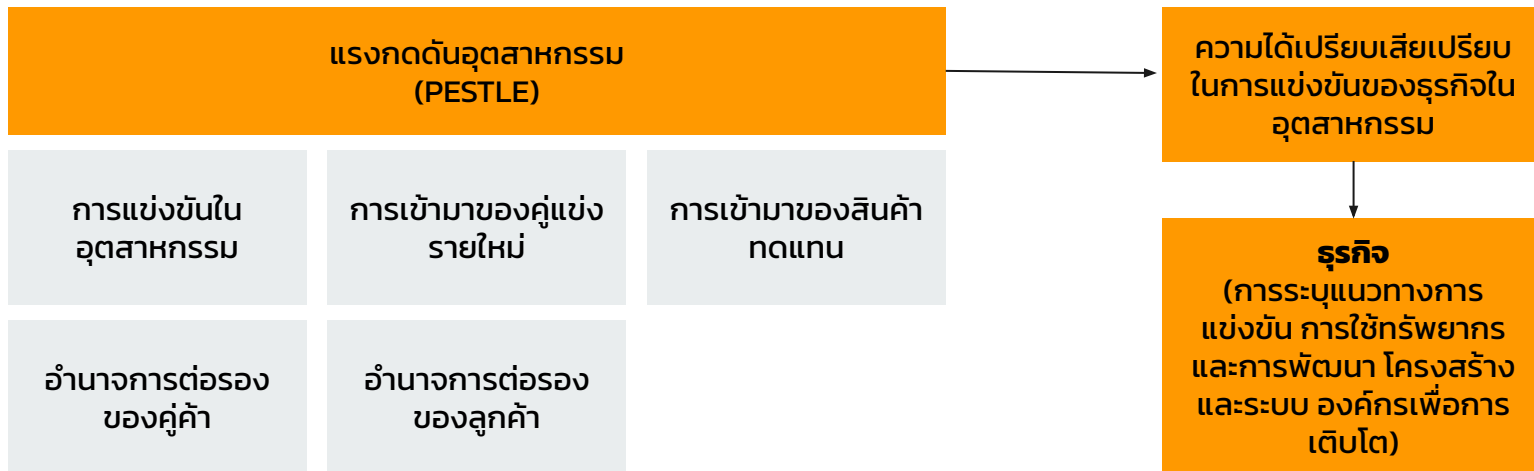 แรงกดดันอุตสาหกรรม
(PESTLE)
ความได้เปรียบเสียเปรียบ
ในการแข่งขันของธุรกิจใน
อุตสาหกรรม
การแข่งขันใน
อุตสาหกรรม
การเข้ามาของคู่แข่ง
รายใหม่
การเข้ามาของสินค้า
ทดแทน
อำนาจการต่อรอง
ของคู่ค้า
อำนาจการต่อรอง
ของลูกค้า
ธุรกิจ
(การระบุแนวทางการ
แข่งขัน การใช้ทรัพยากร
และการพัฒนา โครงสร้าง
และระบบ องค์กรเพื่อการ
เติบโต)